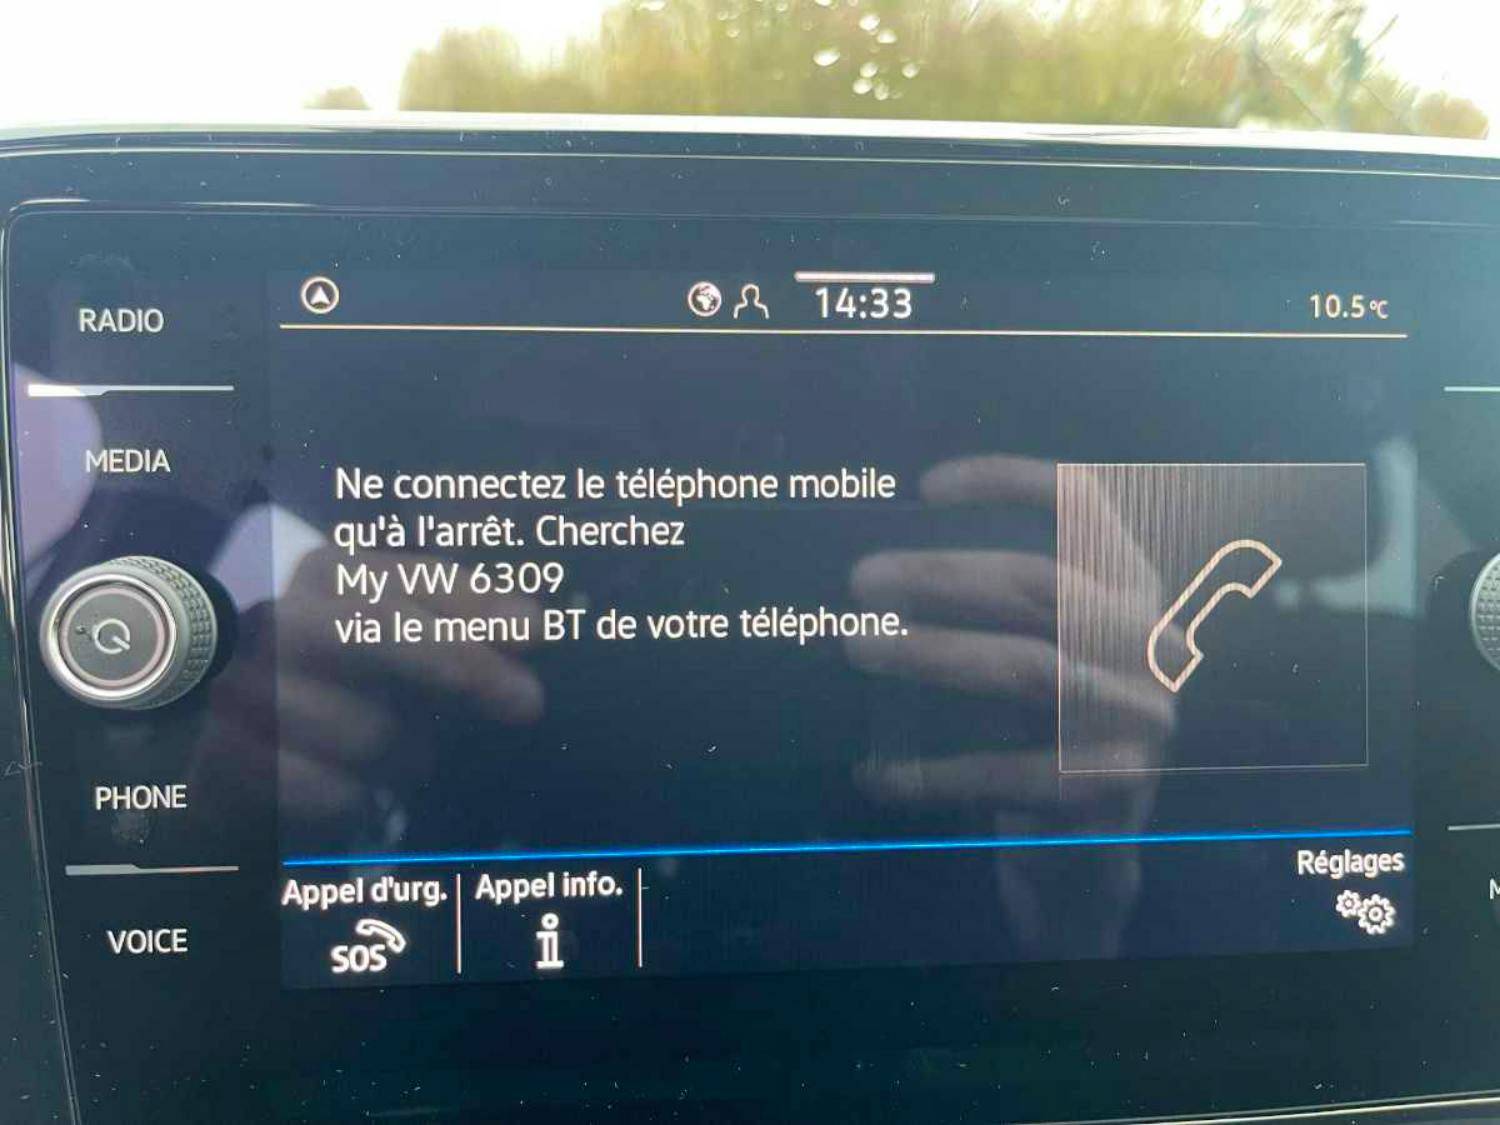 RADIO
MEDIA
PHONE
VOICE
14:33
10.5°C
Ne connectez le téléphone mobile
qu'à l'arrêt. Cherchez
My VW 6309
via le menu BT de votre téléphone.
Appel d'urg.
SOS
Appel info.
i
Réglages